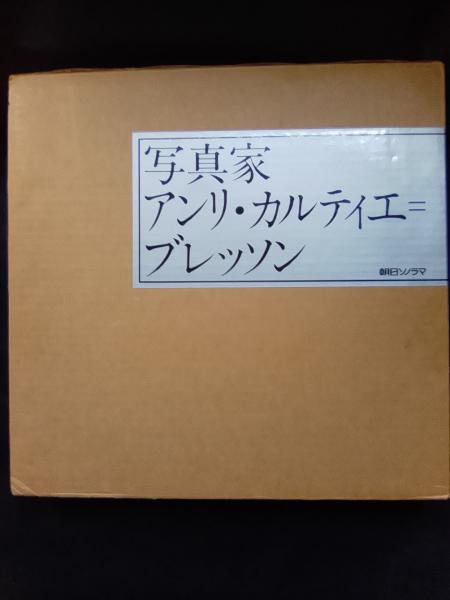 写真家
アンリ・カルティエ=
ブレッソン
朝日ソノラマ